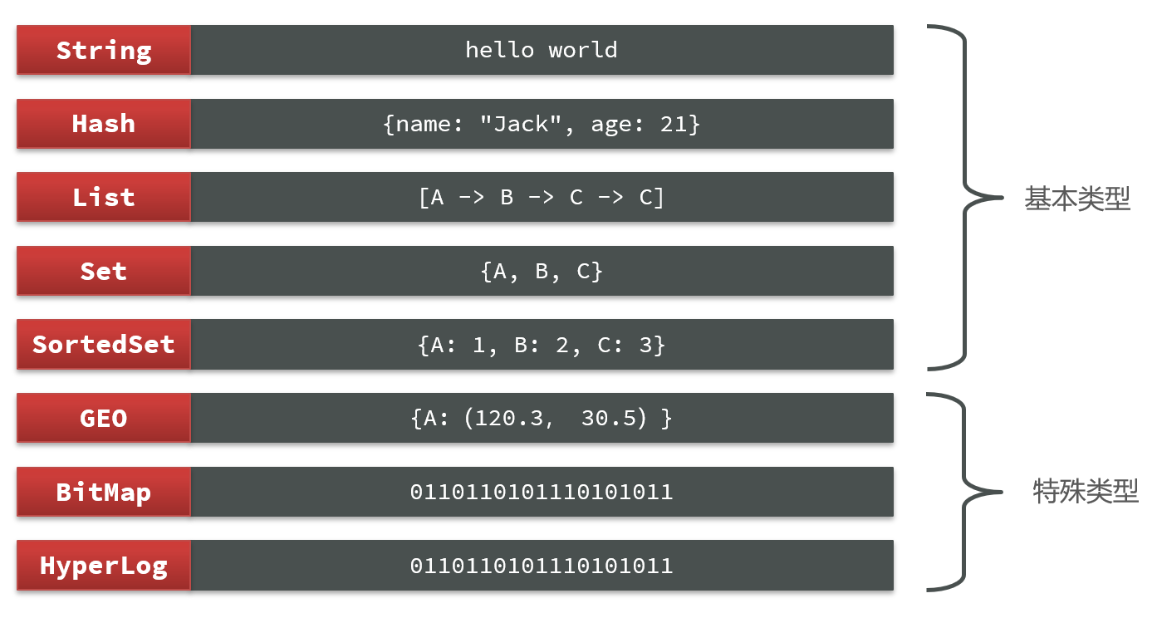 String hello world
Hash {name: "Jack", age: 21}
List [A -> B -> C -> C]
基本类型
Set {A, B, C}
SortedSet {A: 1, B: 2, C: 3}
GEO {A:（120.3， 30.5）}
BitMap 0110110101110101011
特殊类型
HyperLog 0110110101110101011